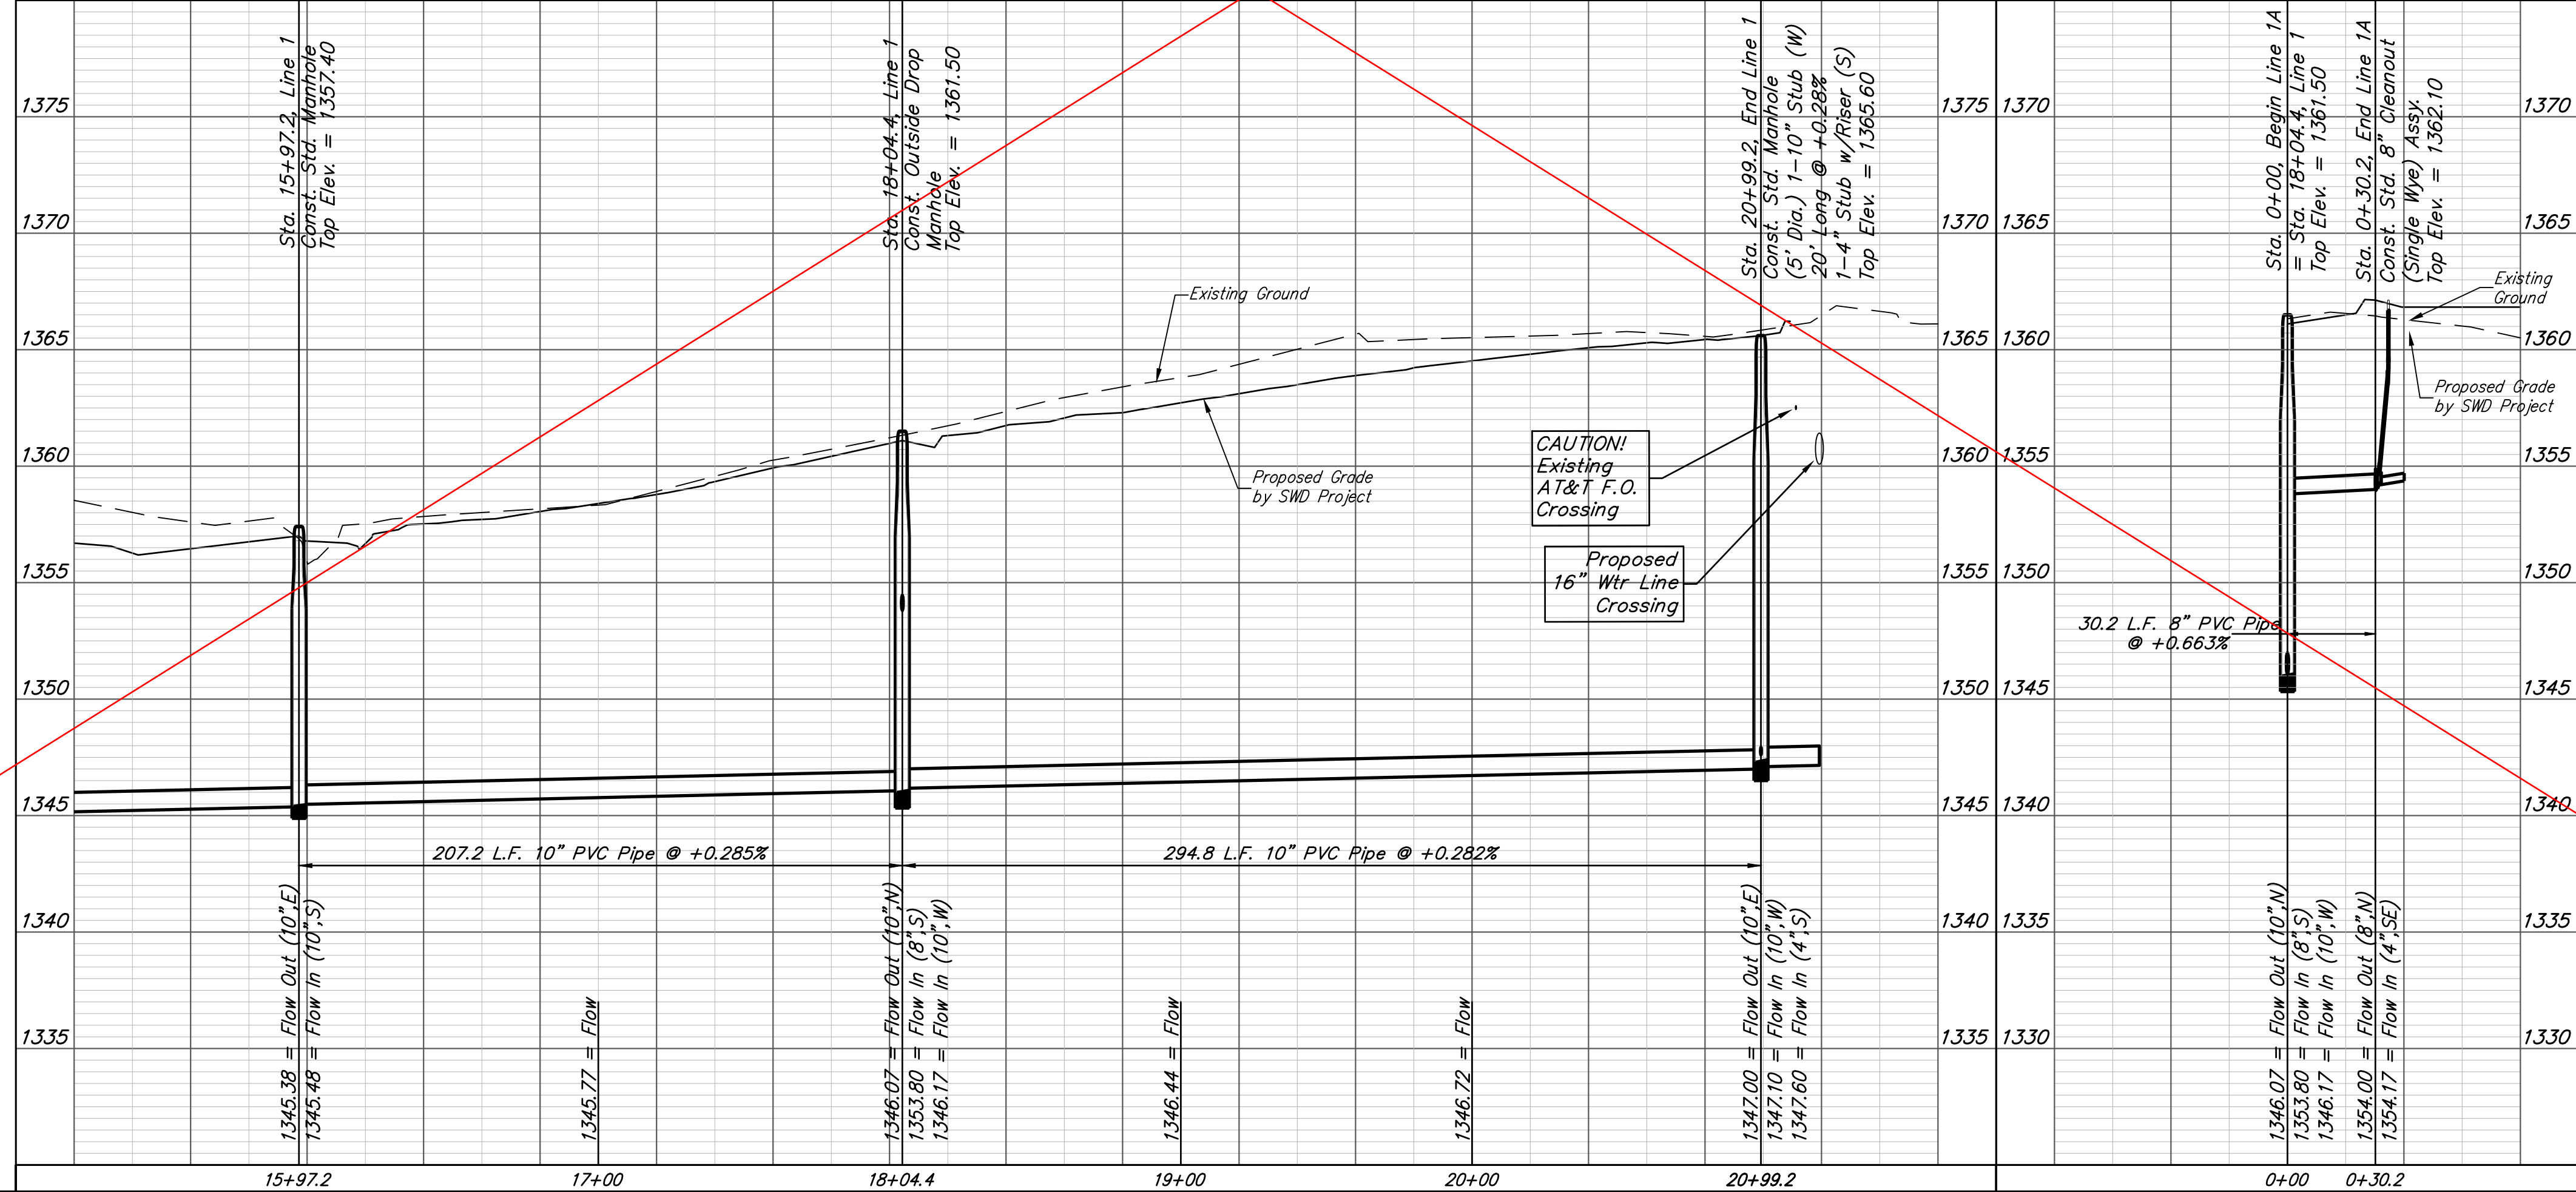 Sta. 15+97.2, Line 1
Const. Std. Manhole
Top Elev. = 1357.40
Sta. 18+04.4, Line 1
Const. Outside Drop
Manhole
Top Elev. = 1361.50
Sta. 20+99.2, End Line 1
Const. Std. Manhole
(5' Dia.) 1-10" Stub (W)
20' Long @ +0.28%
1-4" Stub w/Riser (S)
Top Elev. = 1365.60
Sta. 0+00, Begin Line 1A
= Sta. 18+04.4, Line 1
Top Elev. = 1361.50
Sta. 0+30.2, End Line 1A
Const. Std. 8" Cleanout
(Single Wye) Assy.
Top Elev. = 1362.10
1375
1370
1365
1360
1355
1350
1345
1340
1335
Existing Ground
Proposed Grade
by SWD Project
CAUTION!
Existing
AT&T F.O.
Crossing
Proposed
16" Wtr Line
Crossing
207.2 L.F. 10" PVC Pipe @ +0.285%
294.8 L.F. 10" PVC Pipe @ +0.282%
1375
1370
1365
1360
1355
1350
1345
1340
1335
1370
1365
1360
1355
1350
1345
1340
1335
1330
Existing
Ground
Proposed Grade
by SWD Project
30.2 L.F. 8" PVC Pipe
@ +0.663%
1370
1365
1360
1355
1350
1345
1340
1335
1330
1345.38 = Flow Out (10",E)
1345.48 = Flow In (10",S)
1345.77 = Flow
1346.07 = Flow Out (10",N)
1353.80 = Flow In (8",S)
1346.17 = Flow In (10",W)
1346.44 = Flow
1346.72 = Flow
1347.00 = Flow Out (10",E)
1347.10 = Flow In (10",W)
1347.60 = Flow In (4",S)
1346.07 = Flow Out (10",N)
1353.80 = Flow In (8",S)
1346.17 = Flow In (10",W)
1354.00 = Flow Out (8",N)
1354.17 = Flow In (4",SE)
15+97.2
17+00
18+04.4
19+00
20+00
20+99.2
0+00
0+30.2